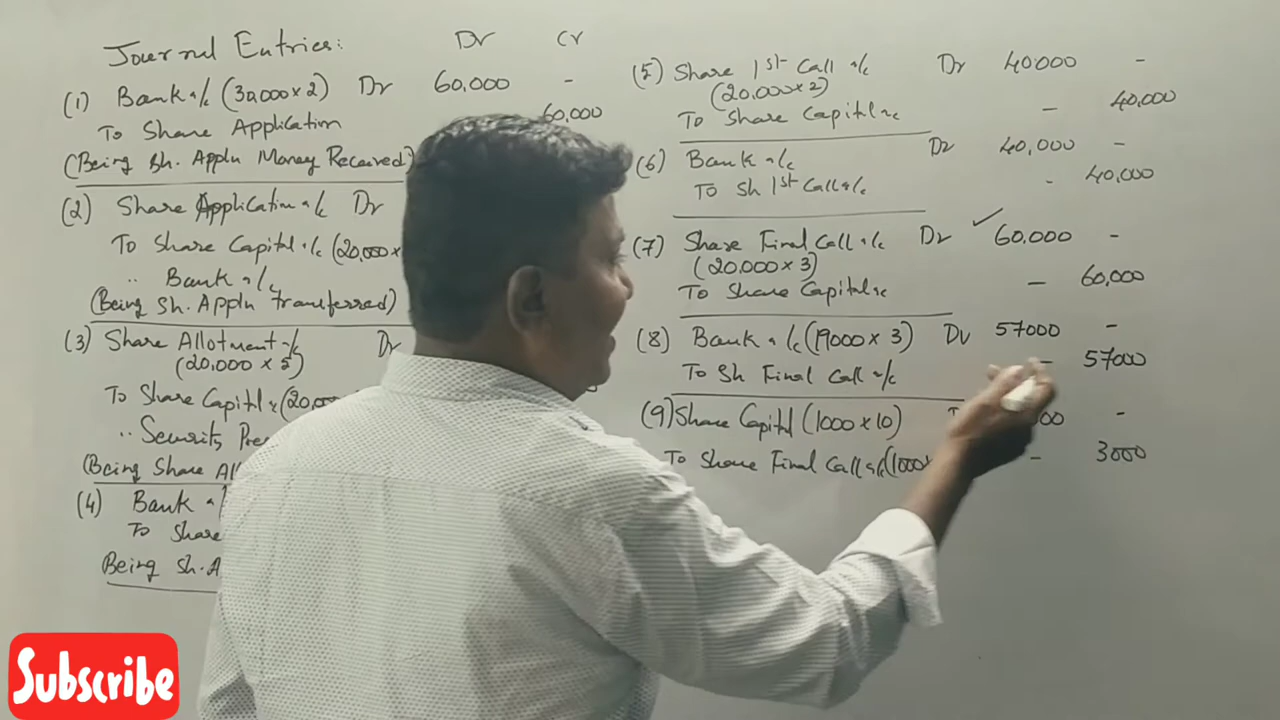 Journal Entries: Dr Cr
(1) Bank a/c (30,000 × 2) Dr 60,000 -
To Share Application 60,000
(Being Sh. Appln Money Received)
(2) Share Application a/c Dr
To Share Capital a/c (20,000 ×
" Bank a/c
(Being Sh. Appln transferred)
(3) Share Allotment a/c Dr
(20,000 × 5)
To Share Capital a/c (20,000
" Security Pre
(Being Share Al
(4) Bank a/
To Share
Being Sh. A
(5) Share 1st Call a/c Dr 40000 -
(20,000 × 2)
To Share Capital a/c - 40,000
(6) Bank a/c Dr 40,000 -
To Sh 1st Call a/c - 40,000
(7) Share Final Call a/c Dr ✓ 60,000 -
(20,000 × 3)
To Share Capital a/c - 60,000
(8) Bank a/c (19000 × 3) Dr 57000 -
To Sh Final Call a/c - 57000
(9) Share Capital (1000 × 10) 00 -
To Share Final Call a/c (1000× - 3000
Subscribe